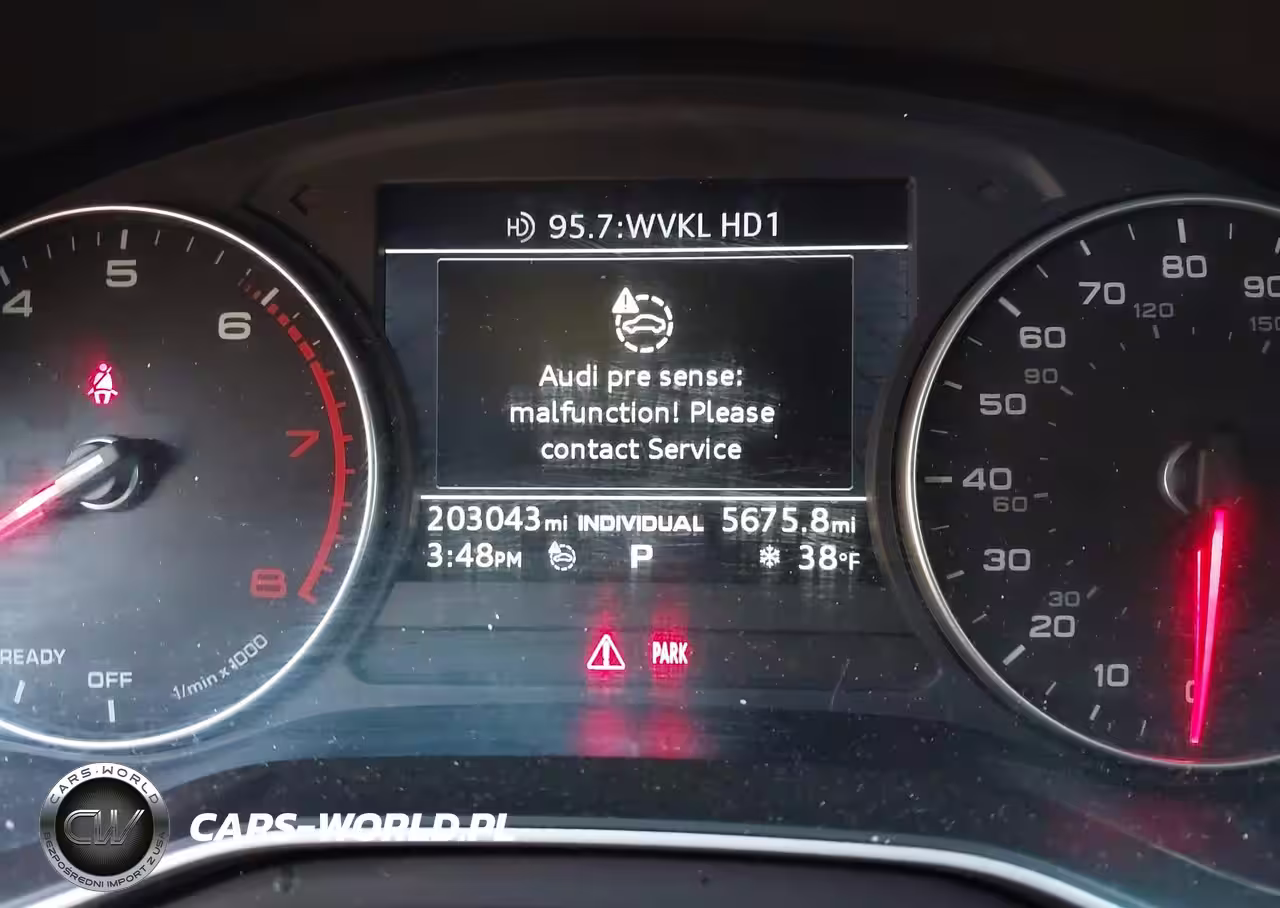 95.7:WVKL HD1
Audi pre sense:
malfunction! Please
contact Service
203043mi INDIVIDUAL 5675.8mi
3:48PM P 38°F
PARK
4 5 6 7 8
READY
OFF
1/min x 1000
0 10 20 30 40 50 60 70 80 90
30 60 90 120 150
CARS-WORLD
CW
BEZPOŚREDNI IMPORT Z USA
CARS-WORLD.PL